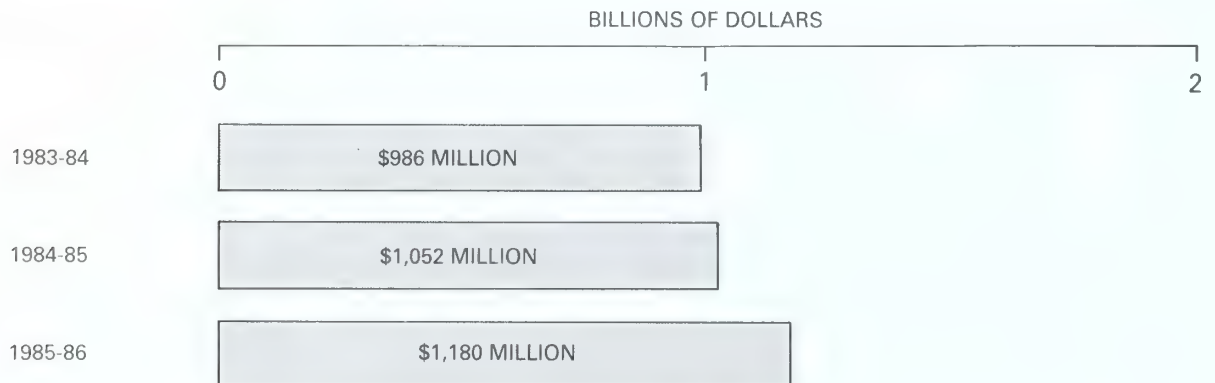 BILLIONS OF DOLLARS
0 1 2
1983-84 $986 MILLION
1984-85 $1,052 MILLION
1985-86 $1,180 MILLION